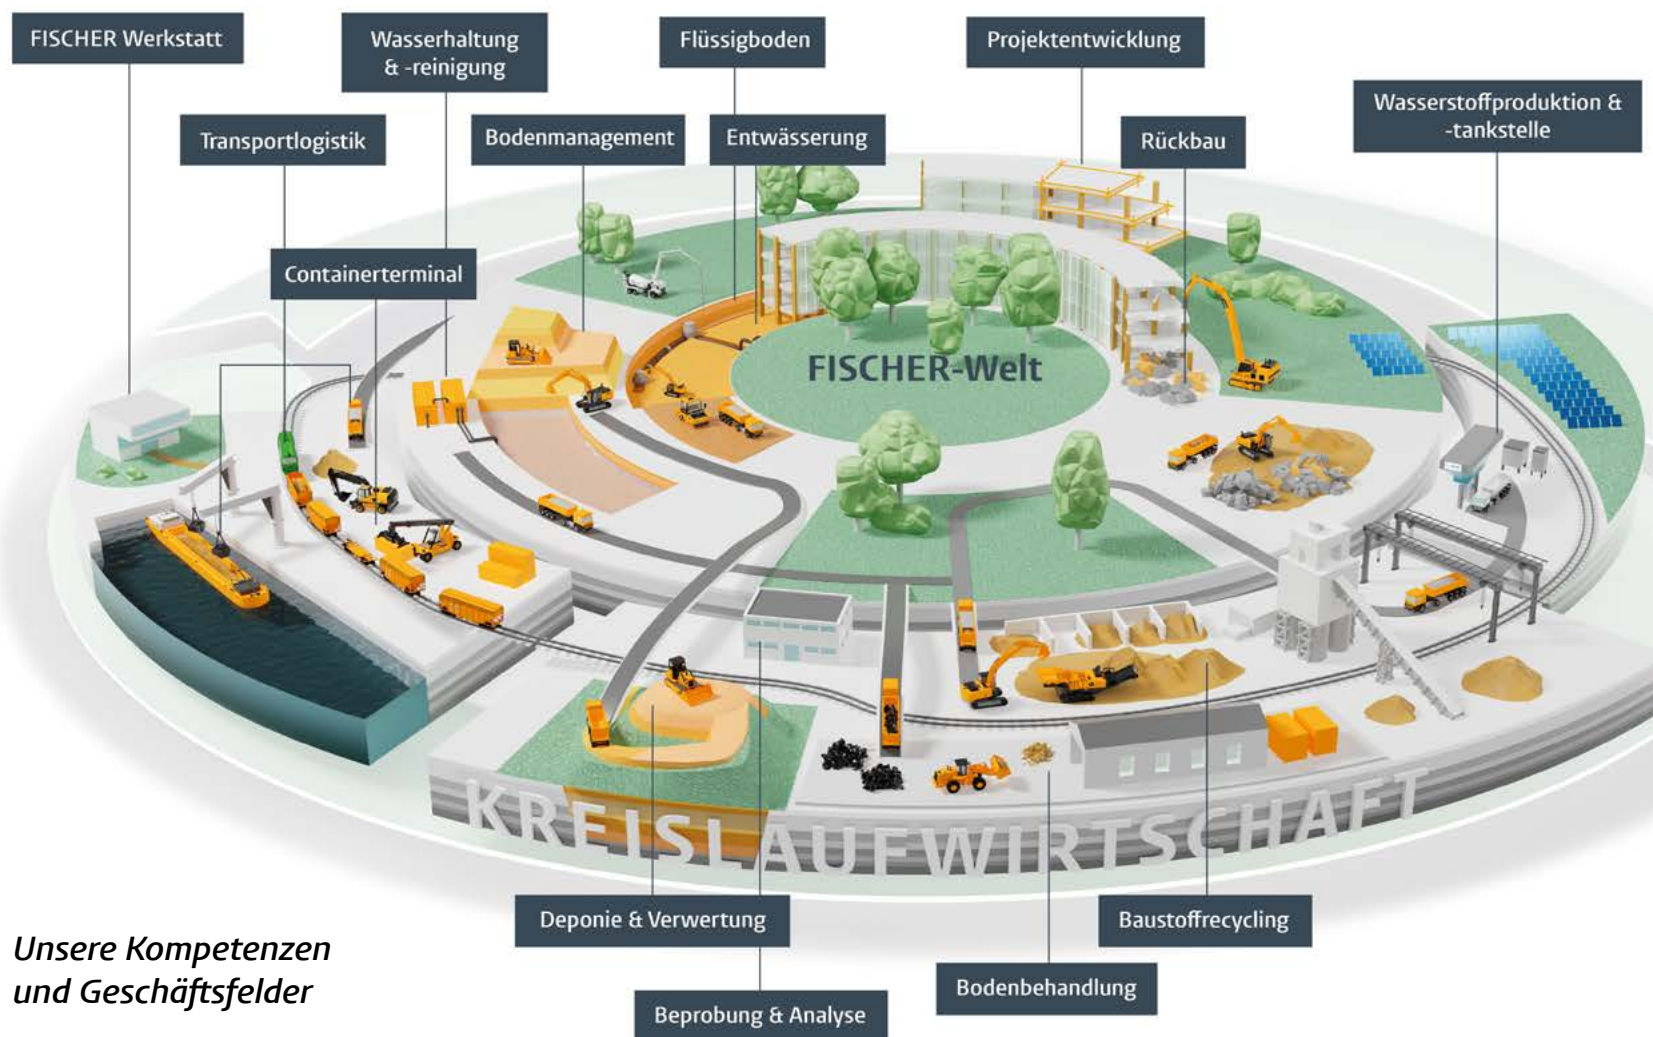 FISCHER Werkstatt
Wasserhaltung
& -reinigung
Flüssigboden
Projektentwicklung
Wasserstoffproduktion &
-tankstelle
Transportlogistik
Bodenmanagement
Entwässerung
Rückbau
Containerterminal
FISCHER-Welt
KREISLAUFWIRTSCHAFT
Deponie & Verwertung
Baustoffrecycling
Unsere Kompetenzen
und Geschäftsfelder
Bodenbehandlung
Beprobung & Analyse